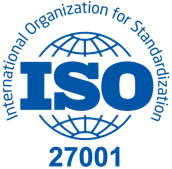 International Organization for Standardization
ISO
27001